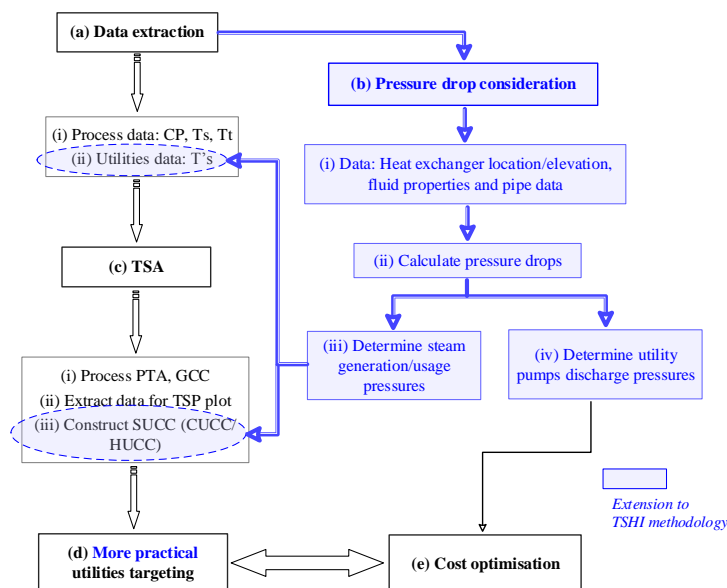 (a) Data extraction
(b) Pressure drop consideration
(i) Process data: CP, Ts, Tt
(ii) Utilities data: T's
(i) Data: Heat exchanger location/elevation,
fluid properties and pipe data
(c) TSA
(ii) Calculate pressure drops
(iii) Determine steam
generation/usage
pressures
(iv) Determine utility
pumps discharge pressures
(i) Process PTA, GCC
(ii) Extract data for TSP plot
(iii) Construct SUCC (CUCC/
HUCC)
Extension to
TSHI methodology
(d) More practical
utilities targeting
(e) Cost optimisation